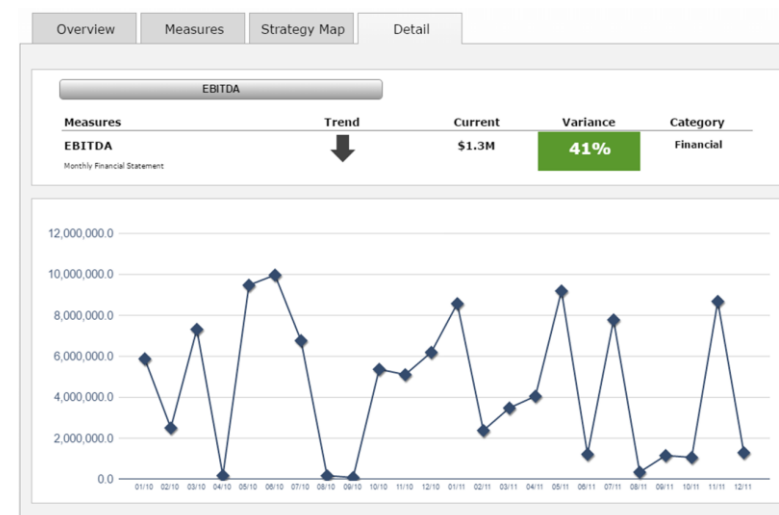 Overview Measures Strategy Map Detail
EBITDA
Measures Trend Current Variance Category
EBITDA $1.3M 41% Financial
Monthly Financial Statement
12,000,000.0
10,000,000.0
8,000,000.0
6,000,000.0
4,000,000.0
2,000,000.0
0.0
01/10 02/10 03/10 04/10 05/10 06/10 07/10 08/10 09/10 10/10 11/10 12/10 01/11 02/11 03/11 04/11 05/11 06/11 07/11 08/11 09/11 10/11 11/11 12/11